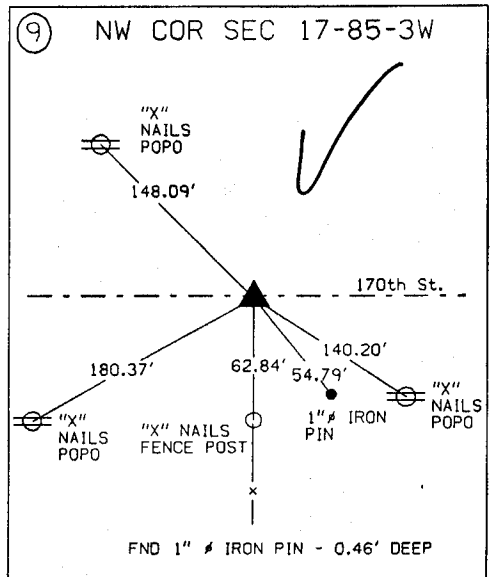 9 NW COR SEC 17-85-3W
"X"
NAILS
POPO
148.09'
170th St.
180.37'
62.84'
54.79'
140.20'
"X"
NAILS
POPO
"X" NAILS
FENCE POST
1" ⌀ IRON
PIN
"X"
NAILS
POPO
x
FND 1" ⌀ IRON PIN - 0.46' DEEP